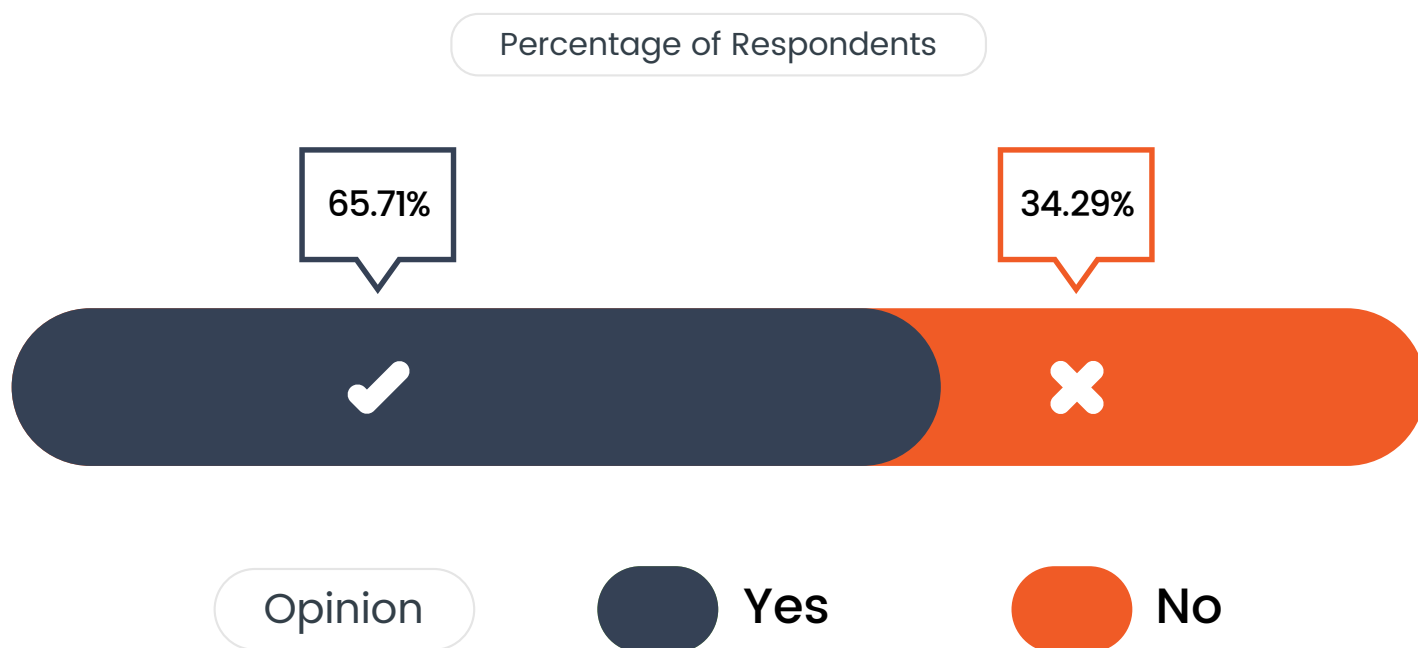 Percentage of Respondents
65.71%
34.29%
Opinion
Yes
No